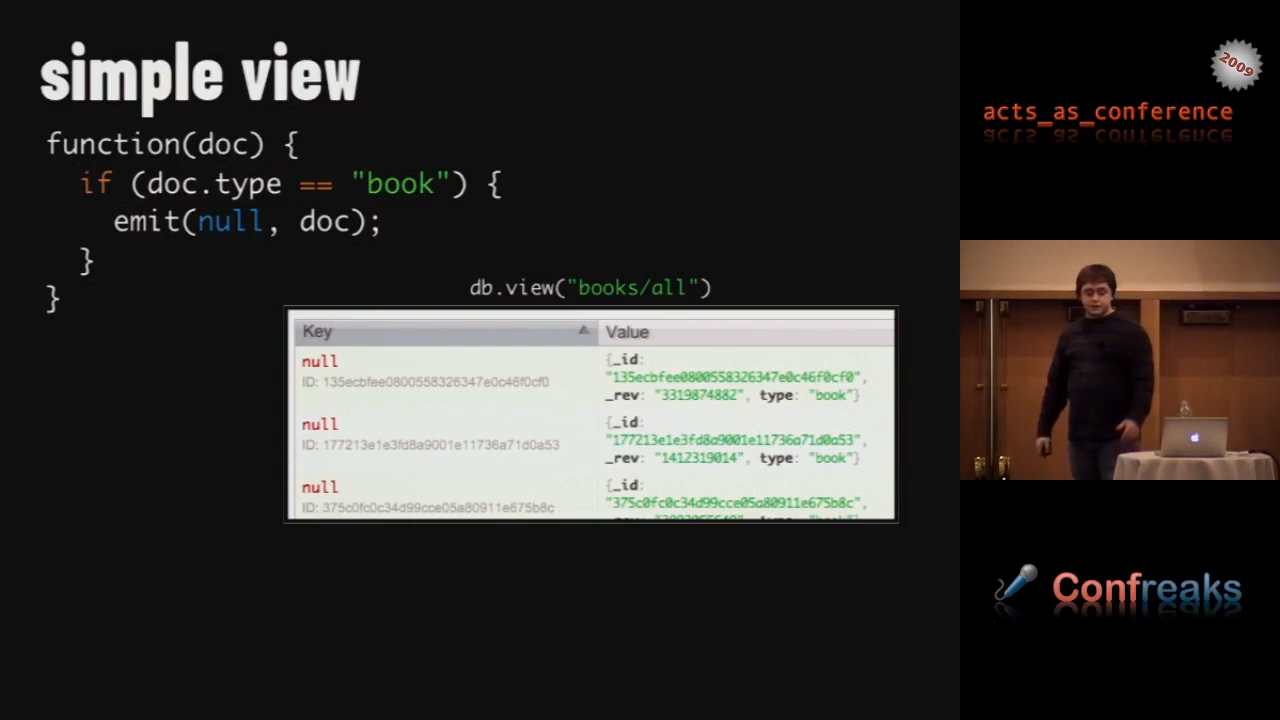 simple view
function(doc) {
if (doc.type == "book") {
emit(null, doc);
}
}
db.view("books/all")
Key Value
null
ID: 135ecbfee0800558326347e0c46f0cf0
{_id:
"135ecbfee0800558326347e0c46f0cf0",
_rev: "3319874882", type: "book"}
null
ID: 177213e1e3fd8a9001e11736a71d0a53
{_id:
"177213e1e3fd8a9001e11736a71d0a53",
_rev: "1412319014", type: "book"}
null
ID: 375c0fc0c34d99cce05a80911e675b8c
{_id:
"375c0fc0c34d99cce05a80911e675b8c",
2009
acts_as_conference
Confreaks